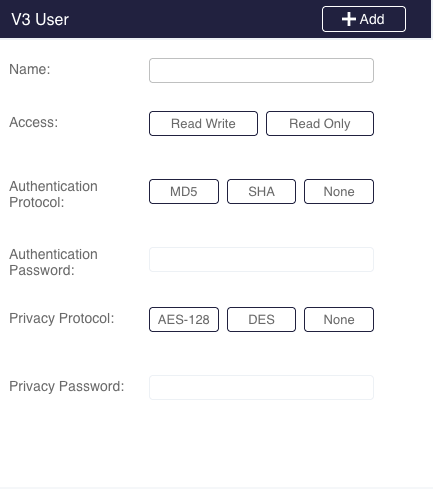 V3 User
Add
Name:
Access:
Read Write
Read Only
Authentication
Protocol:
MD5
SHA
None
Authentication
Password:
Privacy Protocol:
AES-128
DES
None
Privacy Password: